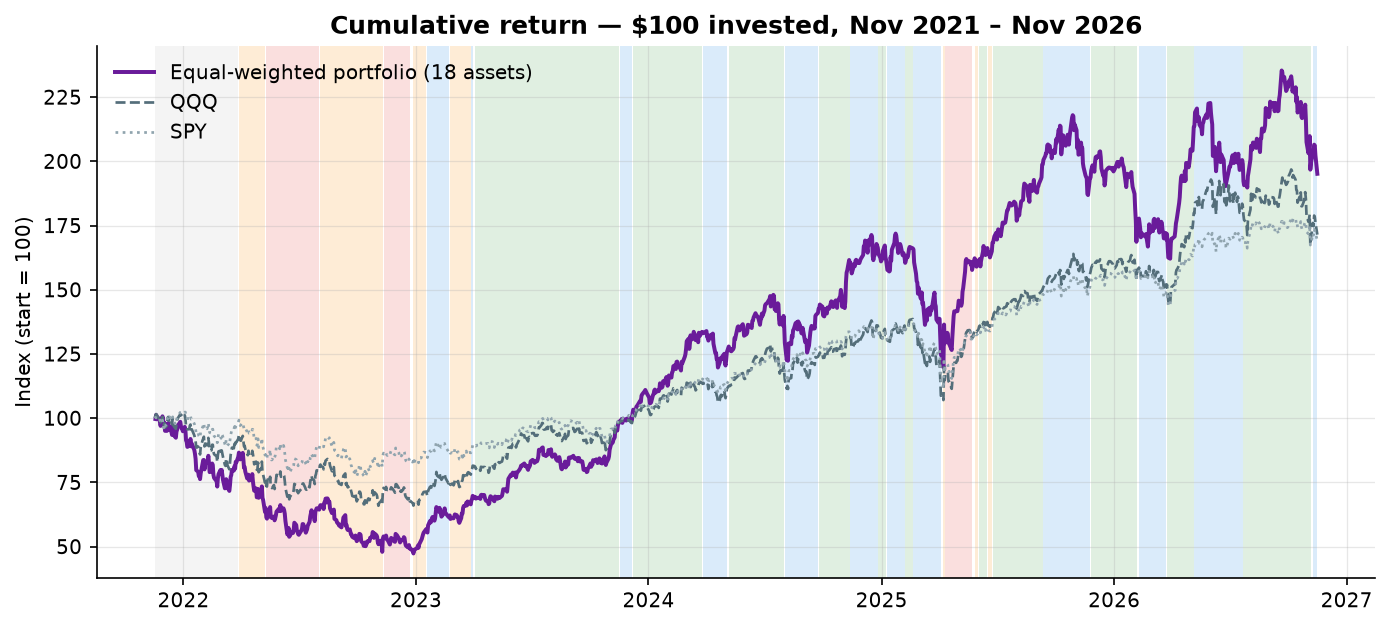 Cumulative return — $100 invested, Nov 2021 – Nov 2026
Equal-weighted portfolio (18 assets)
QQQ
SPY
Index (start = 100)
225
200
175
150
125
100
75
50
2022 2023 2024 2025 2026 2027